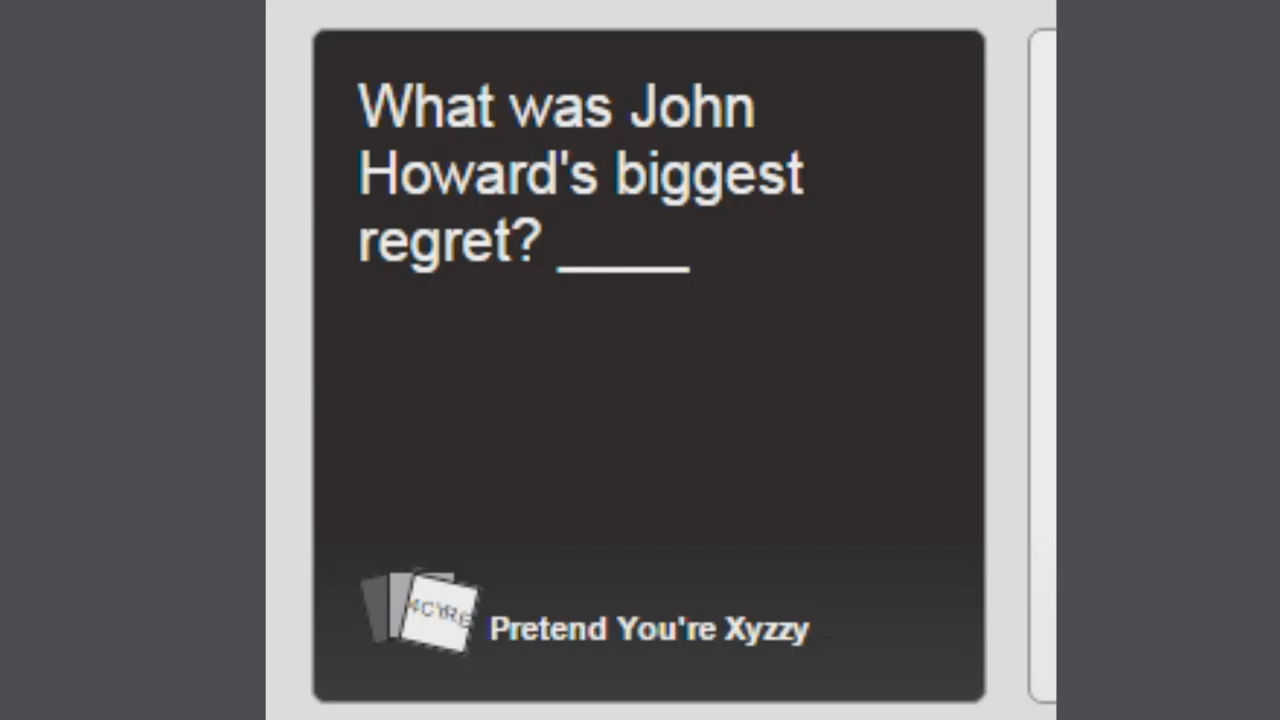 What was John
Howard's biggest
regret? _____
Pretend You're Xyzzy